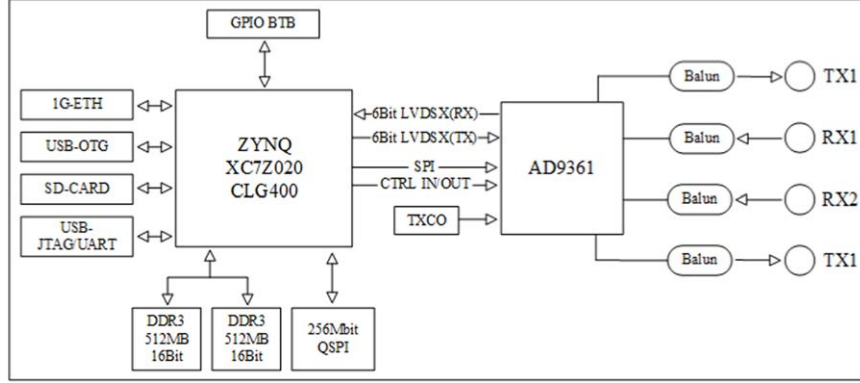 GPIO BTB
1G-ETH
USB-OTG
SD-CARD
USB-
JTAG/UART
ZYNQ
XC7Z020
CLG400
6Bit LVDSX(RX)
6Bit LVDSX(TX)
SPI
CTRL IN/OUT
TXCO
AD9361
Balun
TX1
Balun
RX1
Balun
RX2
Balun
TX1
DDR3
512MB
16Bit
DDR3
512MB
16Bit
256Mbit
QSPI